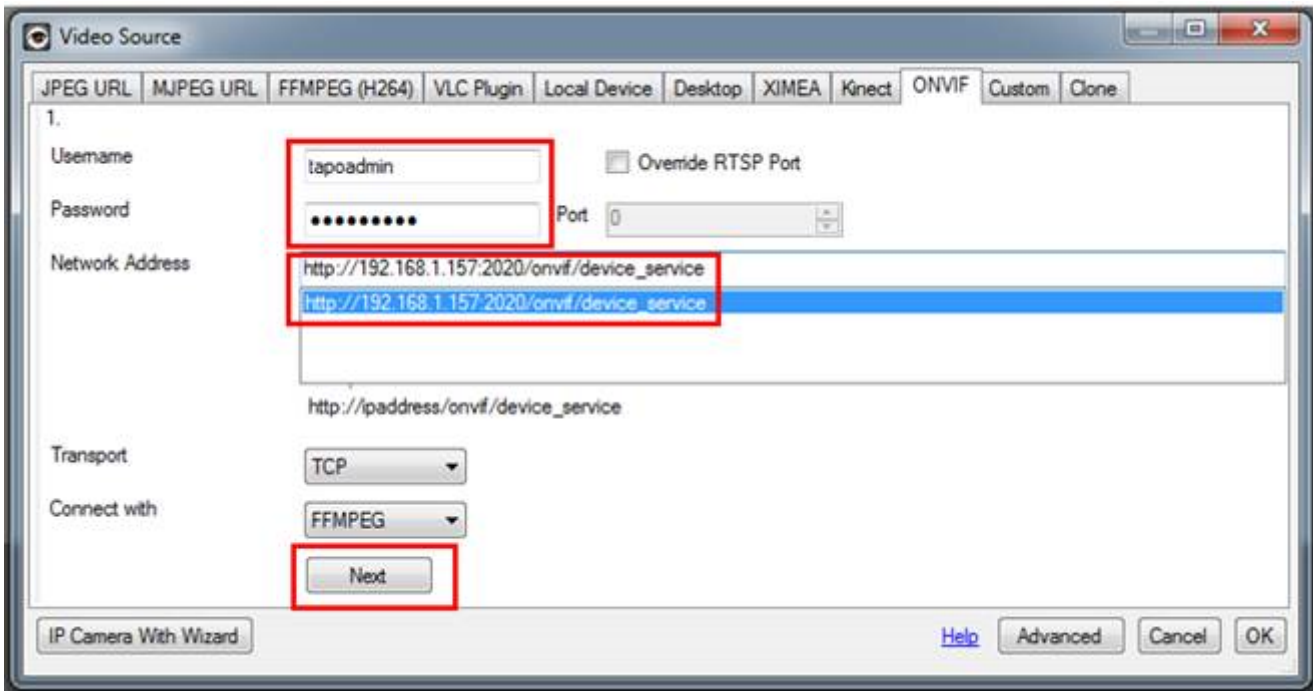 Video Source
JPEG URL MJPEG URL FFMPEG (H264) VLC Plugin Local Device Desktop XIMEA Kinect ONVIF Custom Clone
1.
Username tapoadmin Override RTSP Port
Password ●●●●●●●●● Port 0
Network Address http://192.168.1.157:2020/onvif/device_service
http://192.168.1.157:2020/onvif/device_service
http://ipaddress/onvif/device_service
Transport TCP
Connect with FFMPEG
Next
IP Camera With Wizard Help Advanced Cancel OK